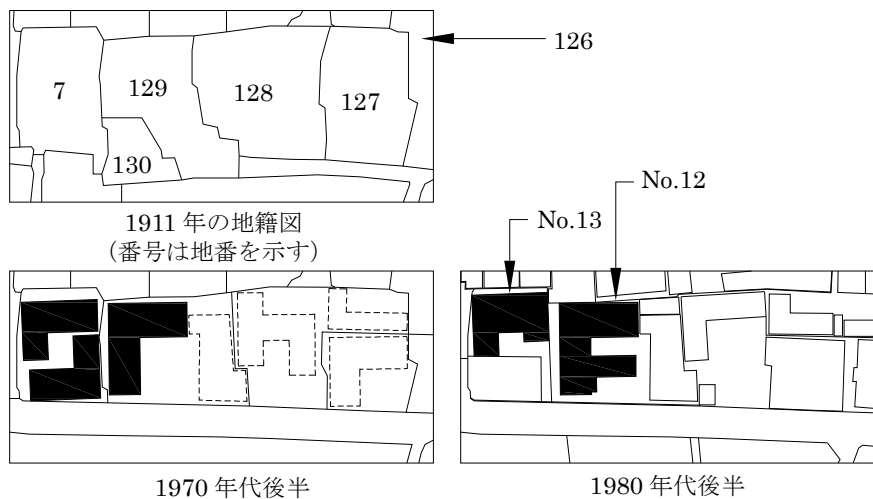 126
7
129
128
127
130
1911 年の地籍図
(番号は地番を示す)
No.12
No.13
1970 年代後半
1980 年代後半